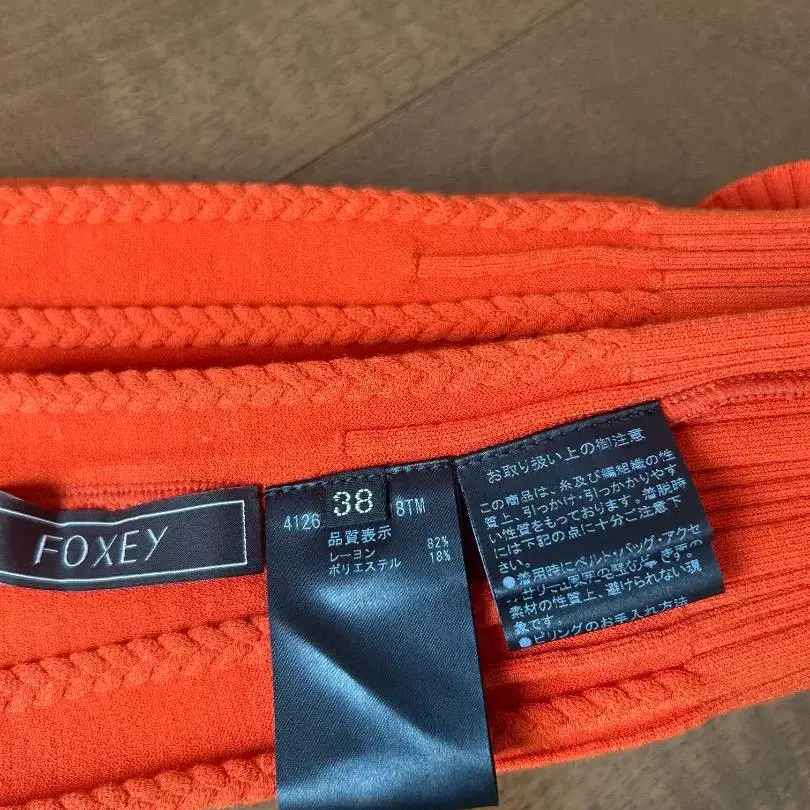 FOXEY
4126 38 8TM
品質表示
レーヨン 82%
ポリエステル 18%
お取り扱い上の御注意
この商品は、糸及び編組織の性
質上、引っかけ・引っかかりやす
い性質をもっております。着脱時
には下記の点に十分ご注意下
さい。
●着用時にベルト・バッグ・アクセ
素材の性質上、避けられない現
象です。
●ピリングのお手入れ方法